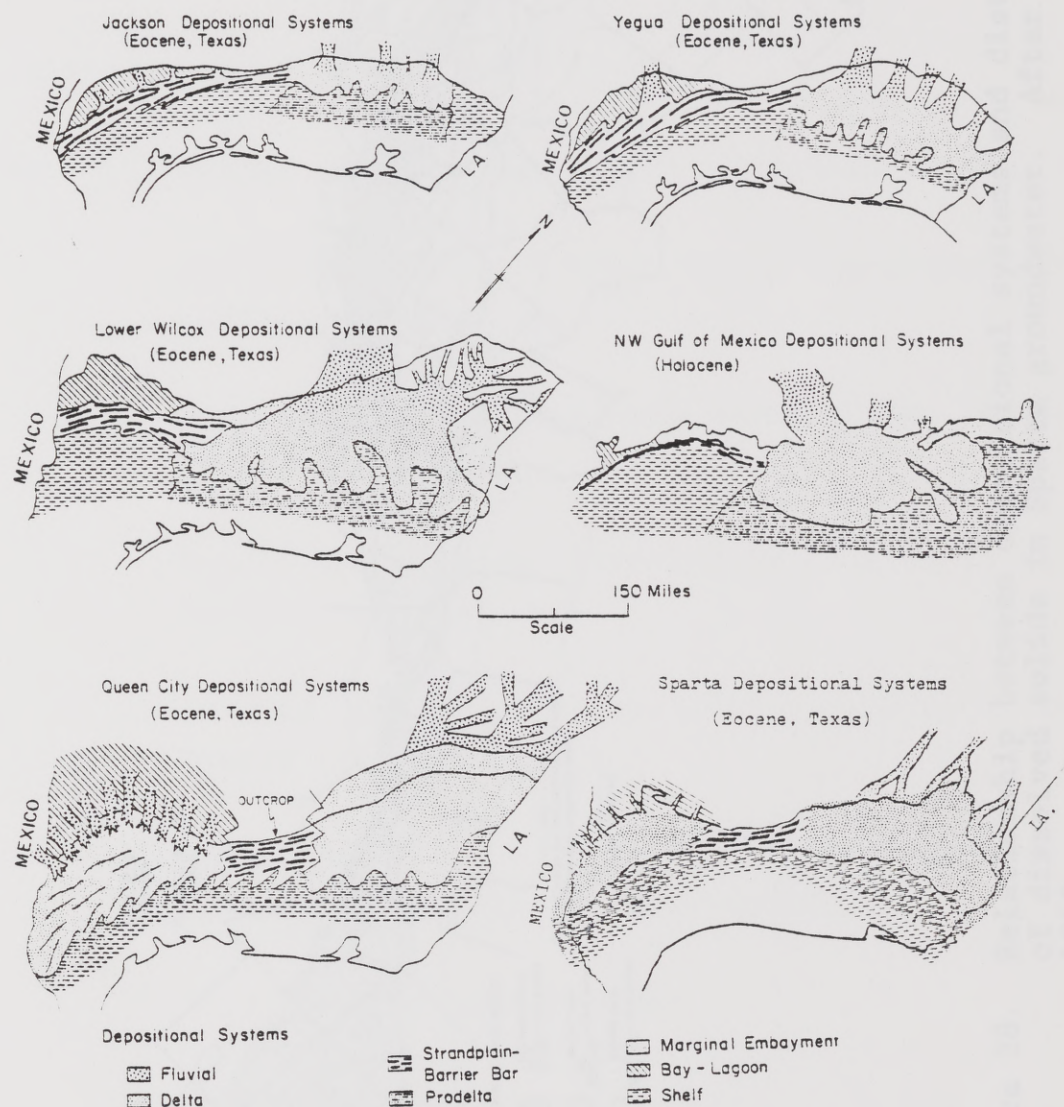 Jackson Depositional Systems
(Eocene, Texas)
MEXICO
LA
Yegua Depositional Systems
(Eocene, Texas)
MEXICO
LA.
N
Lower Wilcox Depositional Systems
(Eocene, Texas)
MEXICO
LA
NW Gulf of Mexico Depositional Systems
(Holocene)
0 150 Miles
Scale
Queen City Depositional Systems
(Eocene, Texas)
MEXICO
OUTCROP
LA
Sparta Depositional Systems
(Eocene, Texas)
MEXICO
LA.
Depositional Systems
Fluvial
Delta
Strandplain-
Barrier Bar
Prodelta
Marginal Embayment
Bay - Lagoon
Shelf